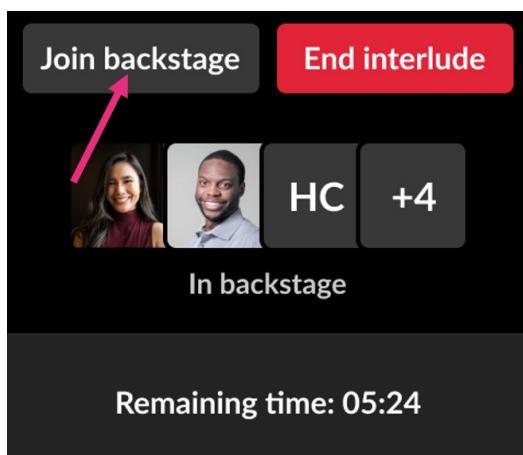 Join backstage End interlude
HC +4
In backstage
Remaining time: 05:24